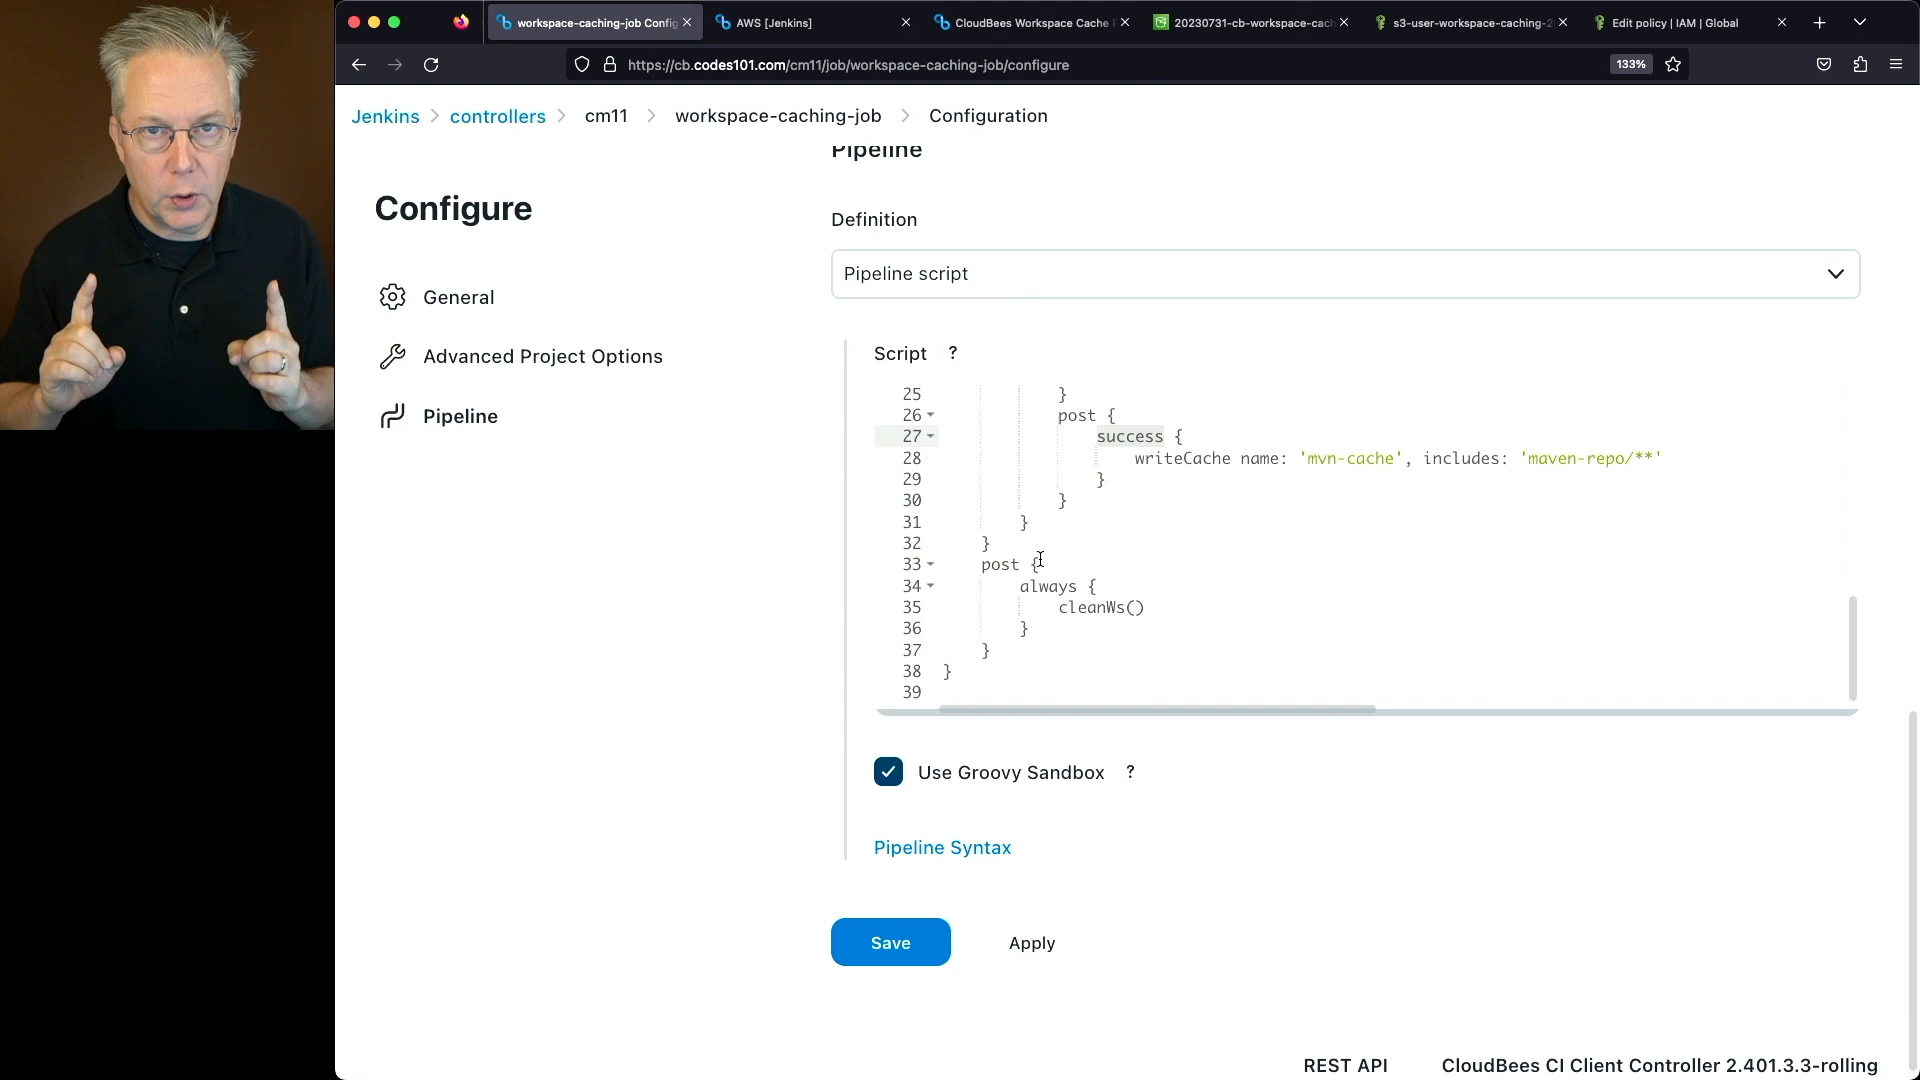 workspace-caching-job Config
AWS [Jenkins]
CloudBees Workspace Cache
20230731-cb-workspace-cach
s3-user-workspace-caching-2
Edit policy | IAM | Global
https://cb.codes101.com/cm11/job/workspace-caching-job/configure
133%
Jenkins > controllers > cm11 > workspace-caching-job > Configuration
Configure
General
Advanced Project Options
Pipeline
Pipeline
Definition
Pipeline script
Script ?
25 }
26 post {
27 success {
28 writeCache name: 'mvn-cache', includes: 'maven-repo/**'
29 }
30 }
31 }
32 }
33 post {
34 always {
35 cleanWs()
36 }
37 }
38 }
39
Use Groovy Sandbox ?
Pipeline Syntax
Save
Apply
REST API
CloudBees CI Client Controller 2.401.3.3-rolling